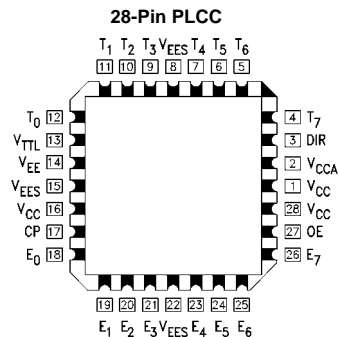 28-Pin PLCC
T1 T2 T3 VEES T4 T5 T6
11 10 9 8 7 6 5
T0 12 4 T7
VTTL 13 3 DIR
VEE 14 2 VCCA
VEES 15 1 VCC
VCC 16 28 VCC
CP 17 27 OE
E0 18 26 E7
19 20 21 22 23 24 25
E1 E2 E3 VEES E4 E5 E6